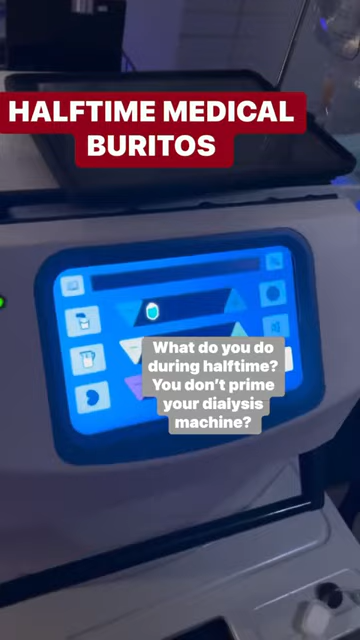 HALFTIME MEDICAL
BURITOS
What do you do
during halftime?
You don’t prime
your dialysis
machine?